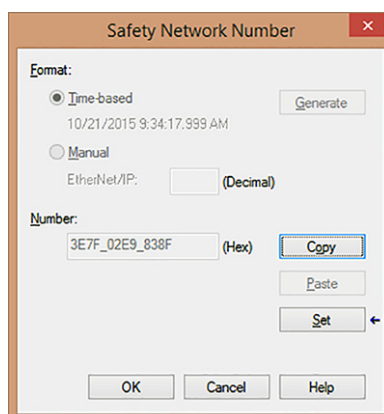 Safety Network Number
Format:
Time-based
Generate
10/21/2015 9:34:17.999 AM
Manual
EtherNet/IP:
(Decimal)
Number:
3E7F_02E9_838F
(Hex)
Copy
Paste
Set
OK
Cancel
Help